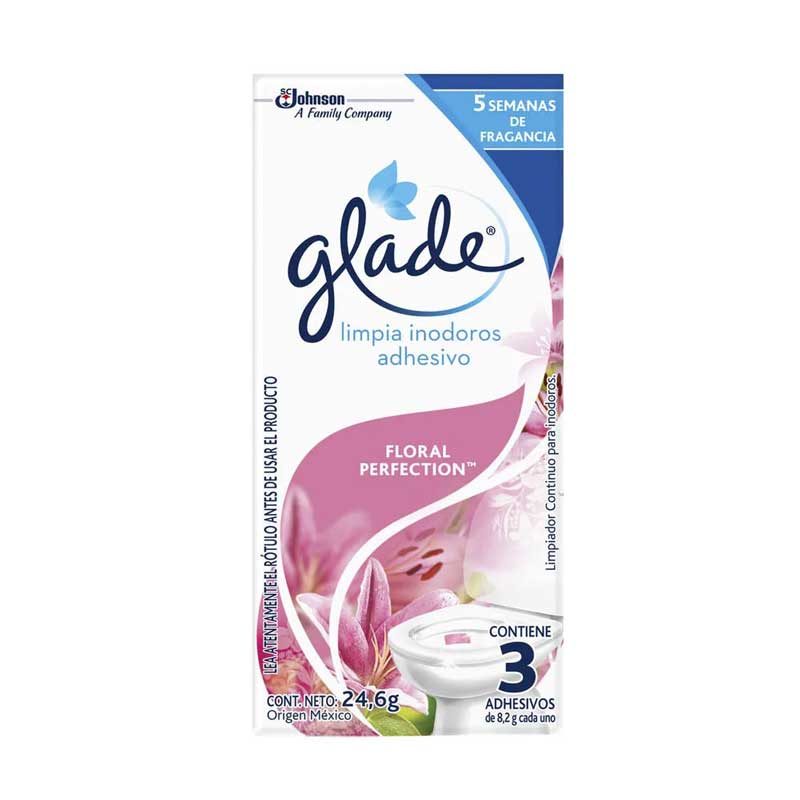 SC Johnson
A Family Company
5 SEMANAS
DE
FRAGANCIA
glade®
limpia inodoros
adhesivo
FLORAL
PERFECTION™
LEA ATENTAMENTE EL RÓTULO ANTES DE USAR EL PRODUCTO
Limpiador Continuo para inodoros.
CONTIENE
3
ADHESIVOS
de 8,2 g cada uno
CONT. NETO: 24,6g
Origen México